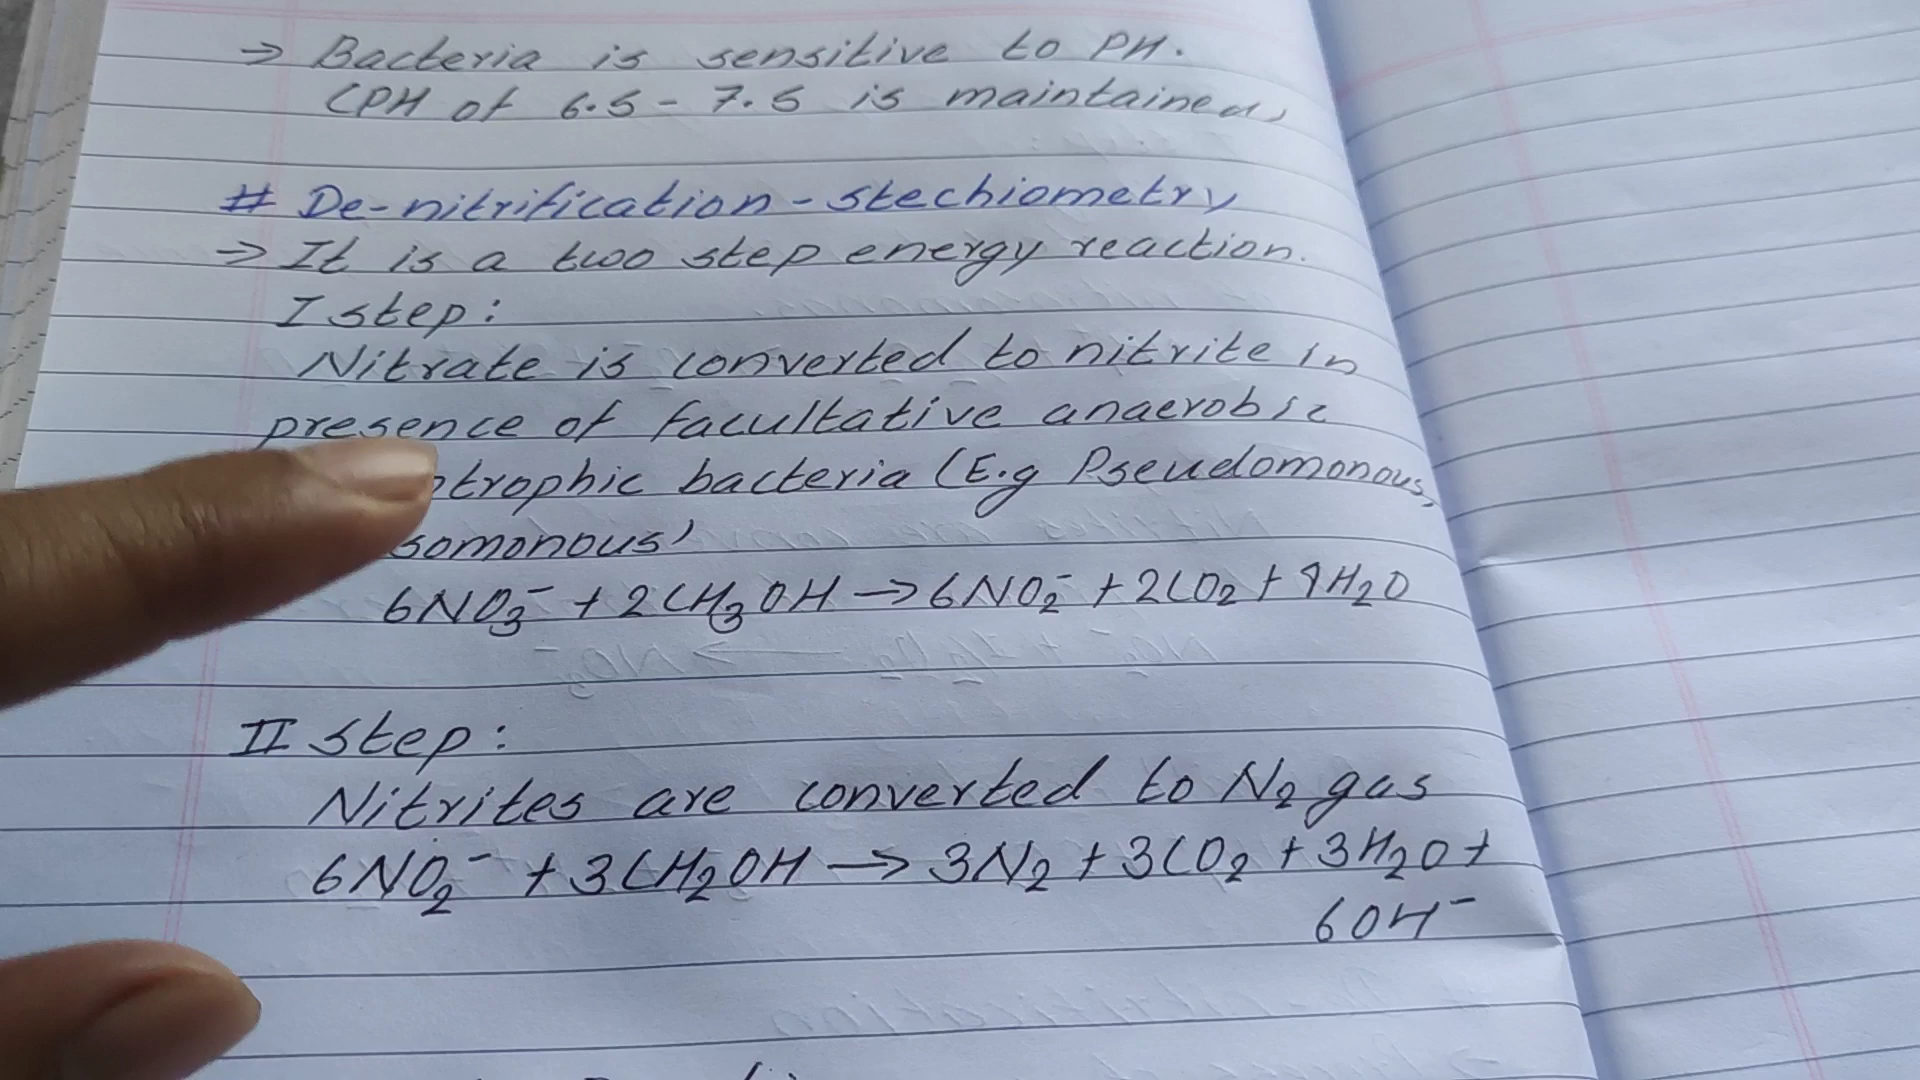 → Bacteria is sensitive to PH.
(PH of 6.5 - 7.5 is maintained)
# De-nitrification - stechiometry
→ It is a two step energy reaction.
I step:
Nitrate is converted to nitrite in
presence of facultative anaerobic
otrophic bacteria (E.g Pseudomonous,
somonous)
6NO₃⁻ + 2CH₃OH → 6NO₂⁻ + 2CO₂ + 4H₂O
II step:
Nitrites are converted to N₂ gas
6NO₂⁻ + 3CH₂OH → 3N₂ + 3CO₂ + 3H₂O +
6OH⁻